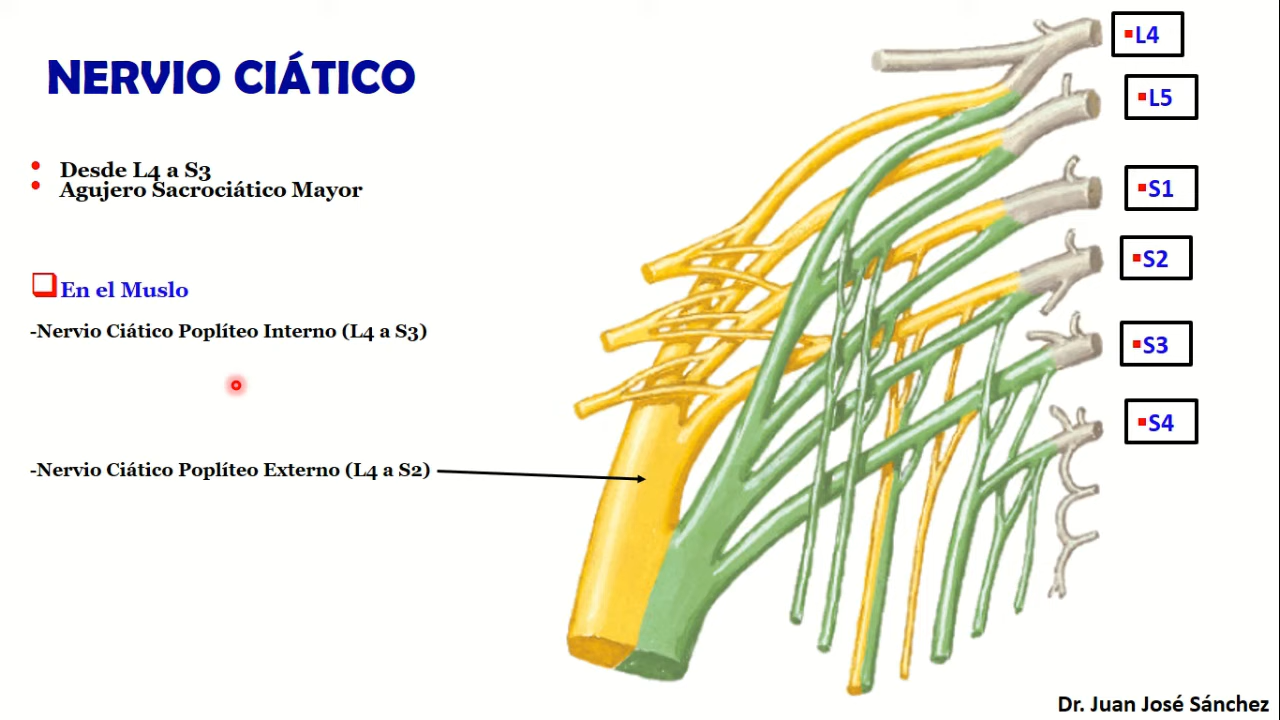 NERVIO CIÁTICO
Desde L4 a S3
Agujero Sacrociático Mayor
En el Muslo
-Nervio Ciático Poplíteo Interno (L4 a S3)
-Nervio Ciático Poplíteo Externo (L4 a S2)
L4
L5
S1
S2
S3
S4
Dr. Juan José Sánchez